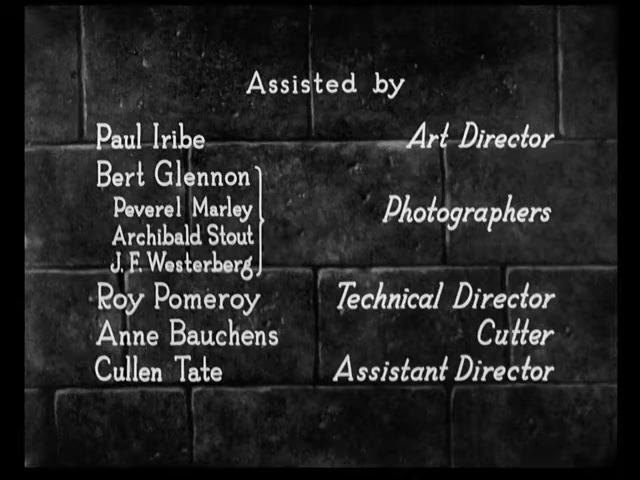 Assisted by
Paul Iribe Art Director
Bert Glennon
Peverel Marley Photographers
Archibald Stout
J. F. Westerberg
Roy Pomeroy Technical Director
Anne Bauchens Cutter
Cullen Tate Assistant Director